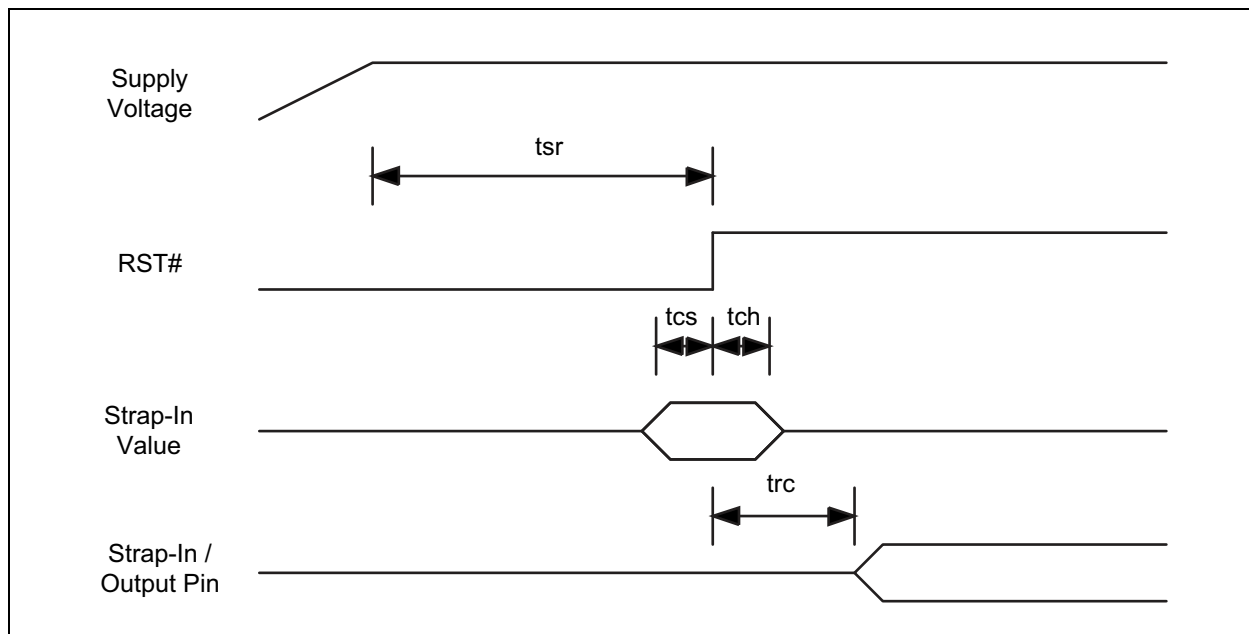 Supply
Voltage
tsr
RST#
tcs
tch
Strap-In
Value
trc
Strap-In /
Output Pin